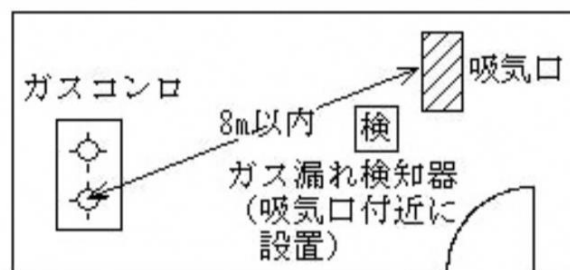 吸気口
ガスコンロ
8m以内
検
ガス漏れ検知器
(吸気口付近に
設置)